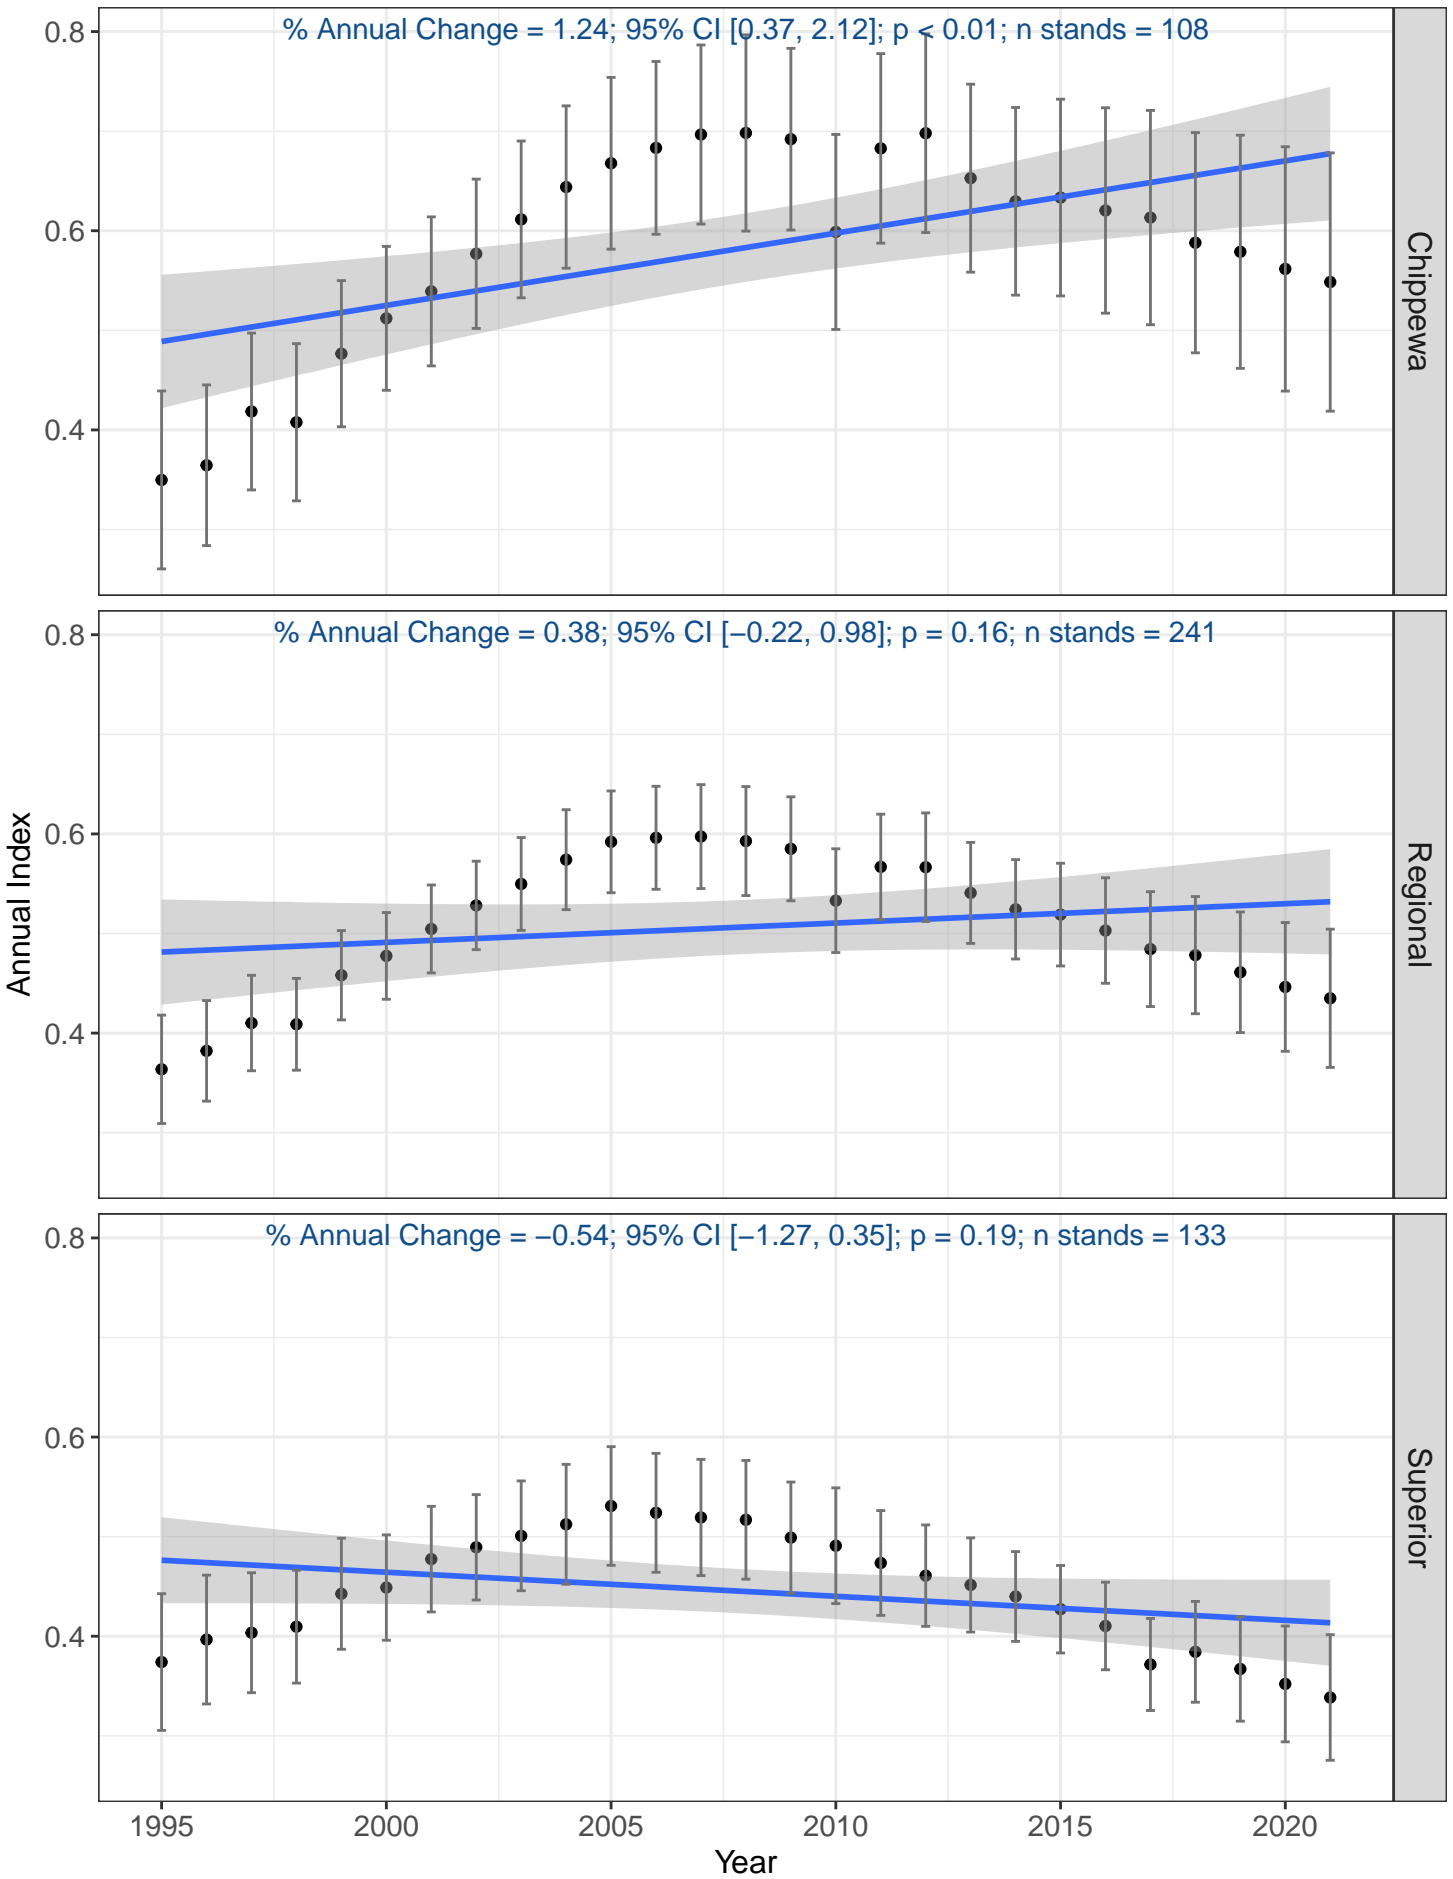 % Annual Change = 1.24; 95% CI [0.37, 2.12]; p < 0.01; n stands = 108
0.8
0.6
0.4
Chippewa
% Annual Change = 0.38; 95% CI [−0.22, 0.98]; p = 0.16; n stands = 241
0.8
0.6
0.4
Regional
Annual Index
% Annual Change = −0.54; 95% CI [−1.27, 0.35]; p = 0.19; n stands = 133
0.8
0.6
0.4
Superior
1995 2000 2005 2010 2015 2020
Year